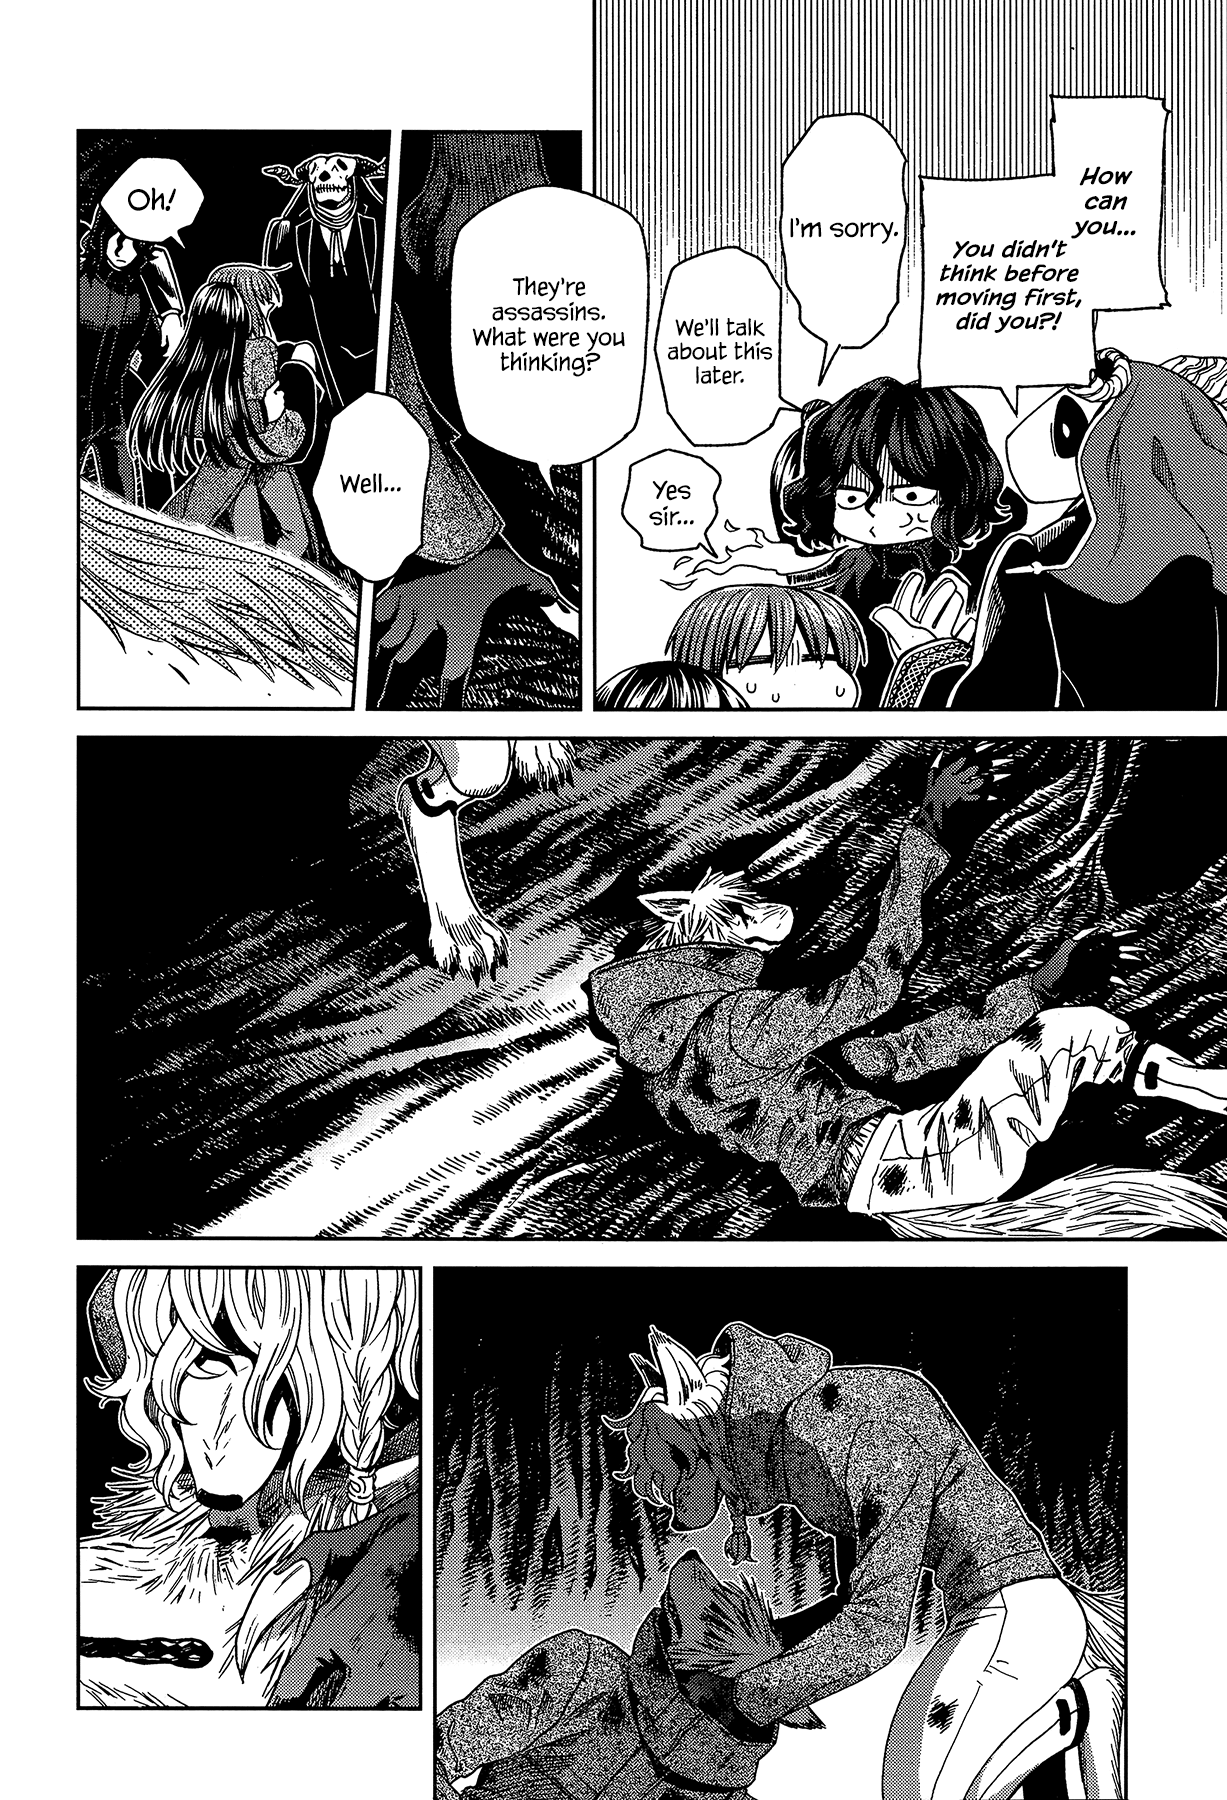 How
can
you...
You didn't
think before
moving first,
did you?!
I'm sorry.
We'll talk
about this
later.
Yes
sir...
They're
assassins.
What were you
thinking?
Well...
Oh!